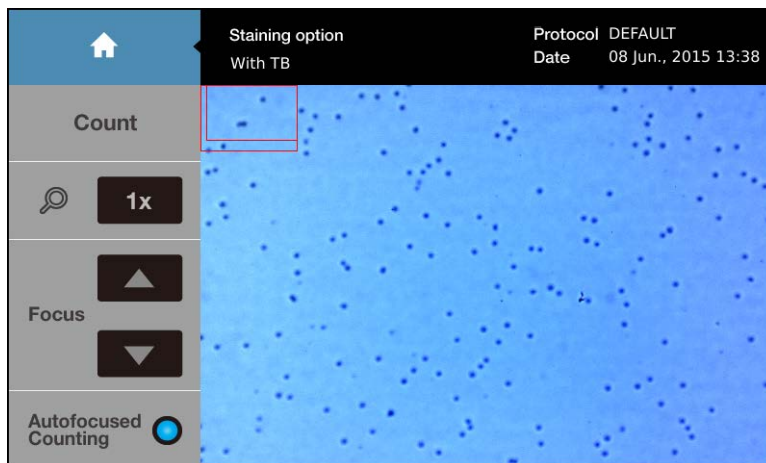 Staining option
With TB
Protocol DEFAULT
Date 08 Jun., 2015 13:38
Count
1x
Focus
Autofocused
Counting